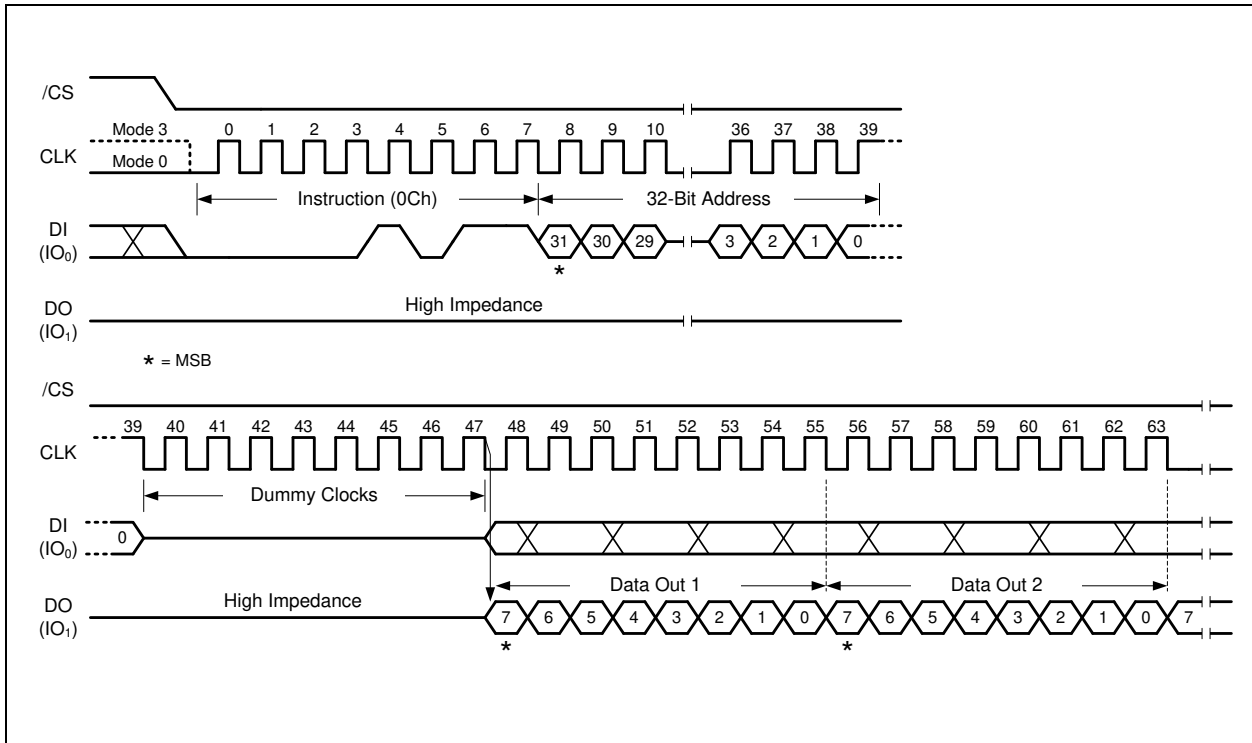 /CS
Mode 3 0 1 2 3 4 5 6 7 8 9 10 36 37 38 39
CLK Mode 0
Instruction (0Ch) 32-Bit Address
DI
(IO₀) 31 30 29 3 2 1 0
*
High Impedance
DO
(IO₁)
* = MSB
/CS
39 40 41 42 43 44 45 46 47 48 49 50 51 52 53 54 55 56 57 58 59 60 61 62 63
CLK
Dummy Clocks
DI
(IO₀) 0
Data Out 1 Data Out 2
High Impedance
DO
(IO₁) 7 6 5 4 3 2 1 0 7 6 5 4 3 2 1 0 7
* *